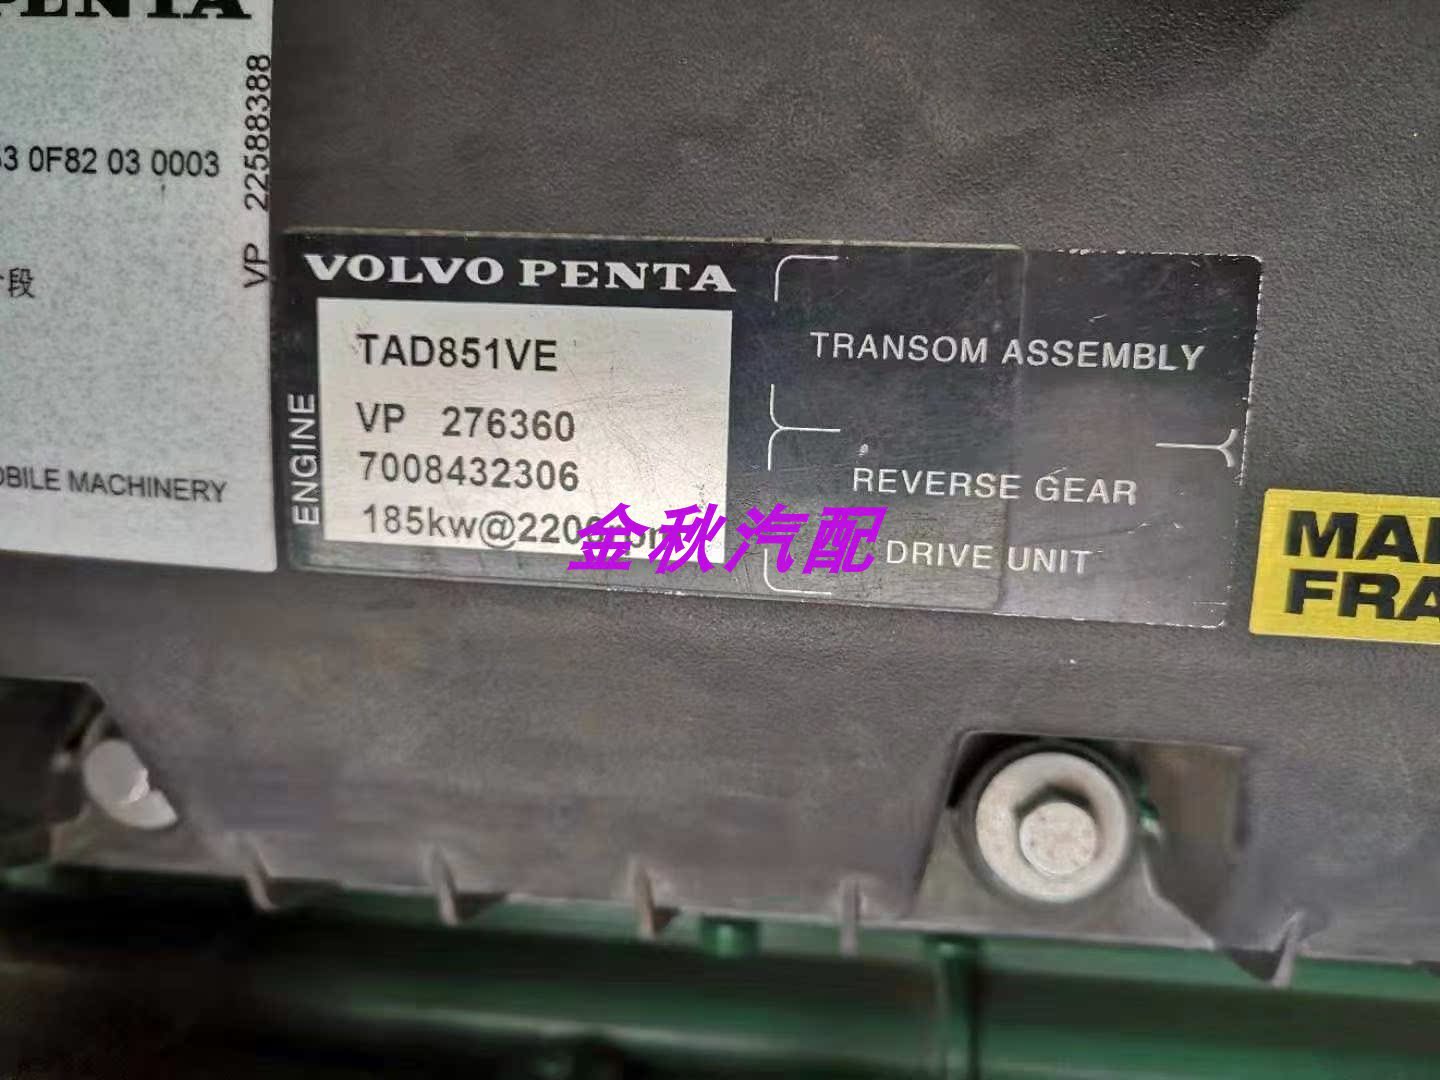 PENTA
3 0F82 03 0003
VP 22588388
段
OBILE MACHINERY
VOLVO PENTA
ENGINE
TAD851VE
VP 276360
7008432306
185kw@2200rpm
TRANSOM ASSEMBLY
REVERSE GEAR
DRIVE UNIT
金秋汽配
MA
FRA